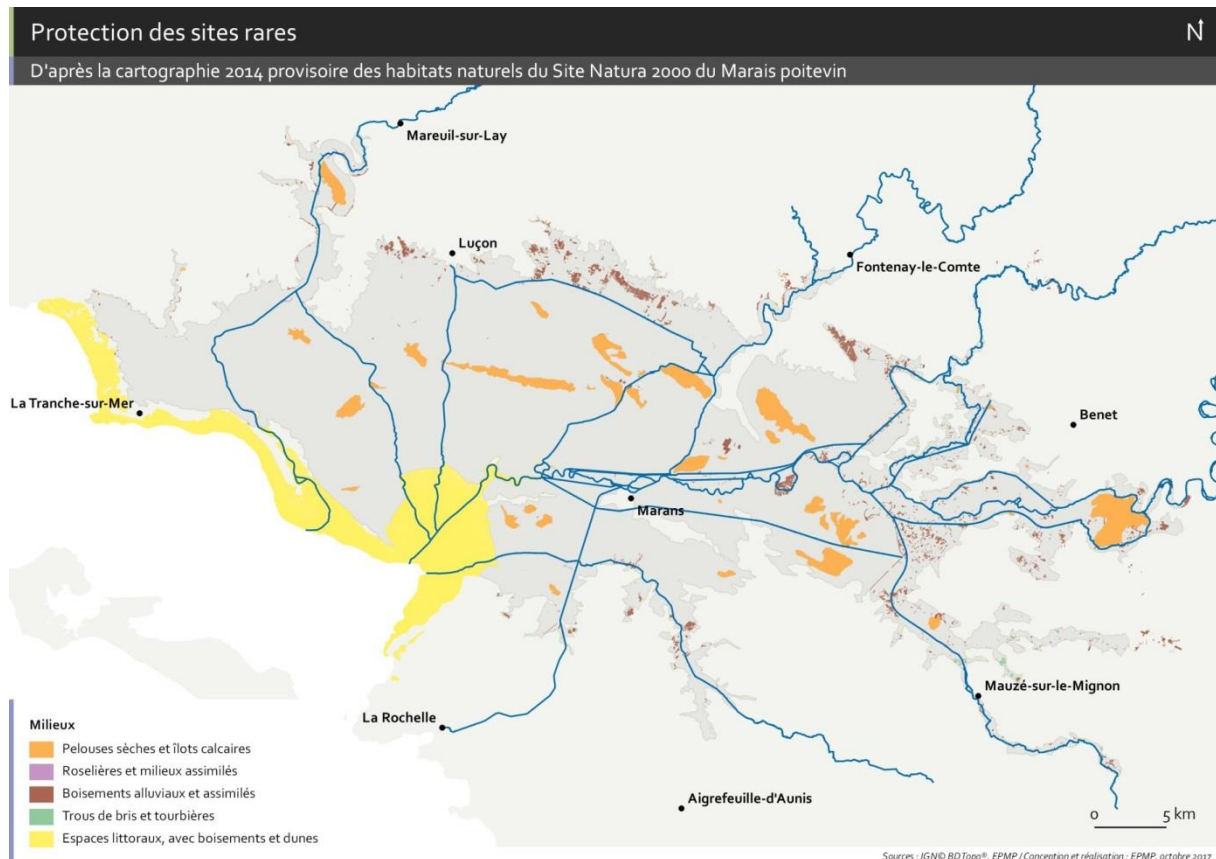 Protection des sites rares
N
D'après la cartographie 2014 provisoire des habitats naturels du Site Natura 2000 du Marais poitevin
Mareuil-sur-Lay
Luçon
Fontenay-le-Comte
La Tranche-sur-Mer
Benet
Marans
Mauzé-sur-le-Mignon
La Rochelle
Aigrefeuille-d'Aunis
Milieux
Pelouses sèches et îlots calcaires
Roselières et milieux assimilés
Boisements alluviaux et assimilés
Trous de bris et tourbières
Espaces littoraux, avec boisements et dunes
0 5 km
Sources : IGN© BDTopo®, EPMP / Conception et réalisation : EPMP, octobre 2017